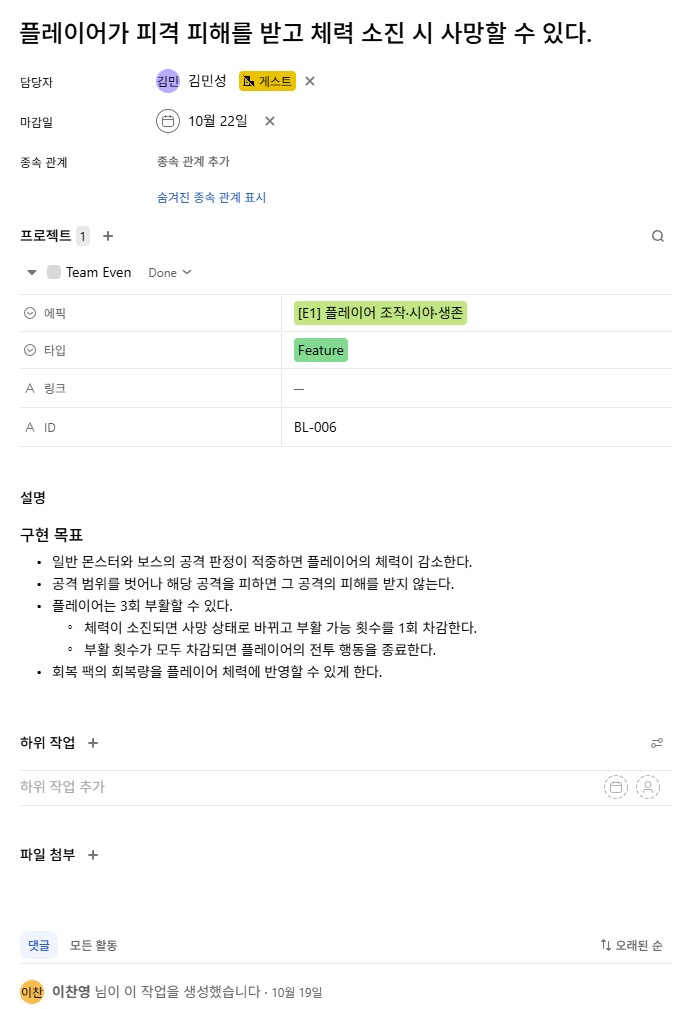 플레이어가 피격 피해를 받고 체력 소진 시 사망할 수 있다.
담당자 김민 김민성 게스트
마감일 10월 22일
종속 관계 종속 관계 추가
숨겨진 종속 관계 표시
프로젝트 1
Team Even Done
에픽 [E1] 플레이어 조작·시야·생존
타입 Feature
A 링크 —
A ID BL-006
설명
구현 목표
• 일반 몬스터와 보스의 공격 판정이 적중하면 플레이어의 체력이 감소한다.
• 공격 범위를 벗어나 해당 공격을 피하면 그 공격의 피해를 받지 않는다.
• 플레이어는 3회 부활할 수 있다.
◦ 체력이 소진되면 사망 상태로 바뀌고 부활 가능 횟수를 1회 차감한다.
◦ 부활 횟수가 모두 차감되면 플레이어의 전투 행동을 종료한다.
• 회복 팩의 회복량을 플레이어 체력에 반영할 수 있게 한다.
하위 작업
하위 작업 추가
파일 첨부
댓글 모든 활동 오래된 순
이찬 이찬영 님이 이 작업을 생성했습니다 · 10월 19일